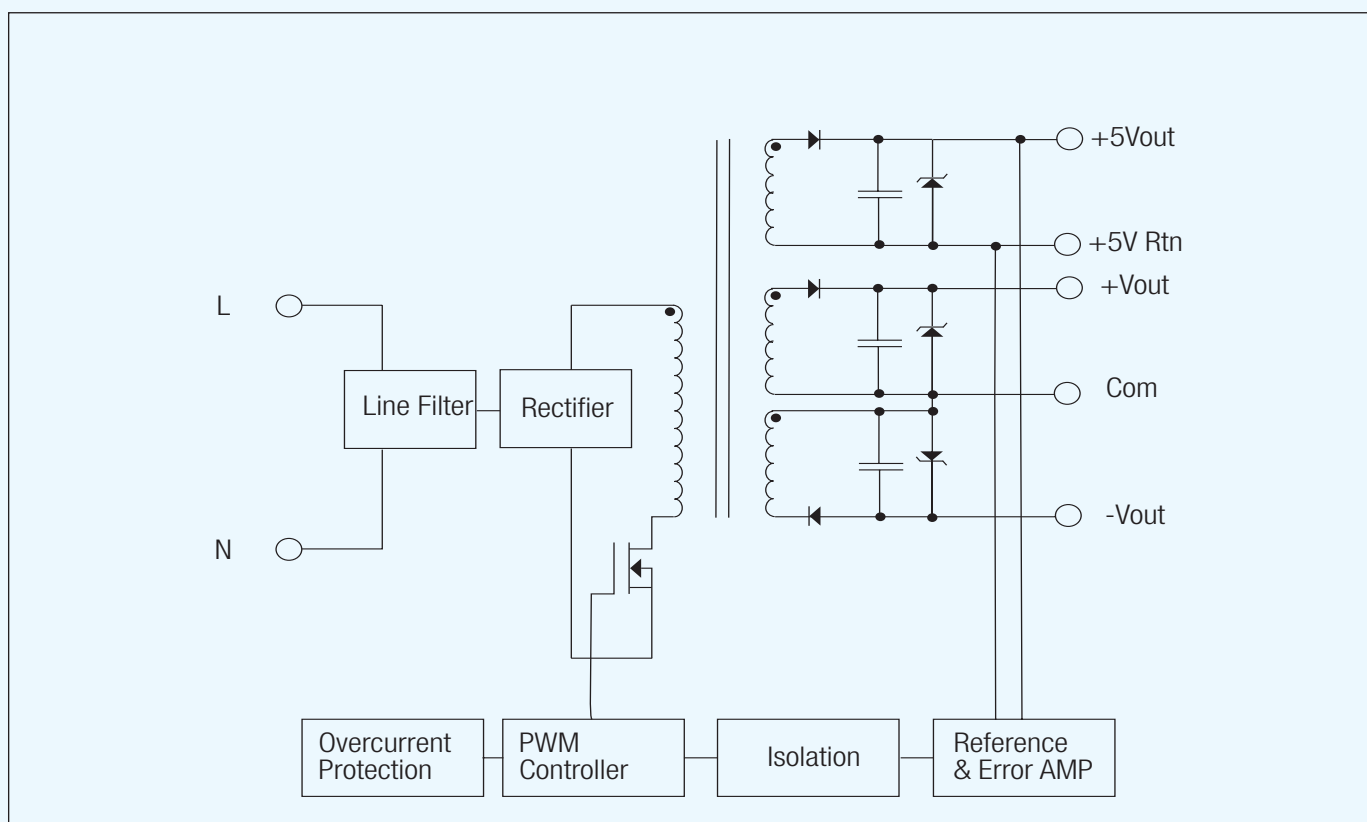 +5Vout
+5V Rtn
+Vout
L
Line Filter
Rectifier
Com
-Vout
N
Overcurrent
Protection
PWM
Controller
Isolation
Reference
& Error AMP